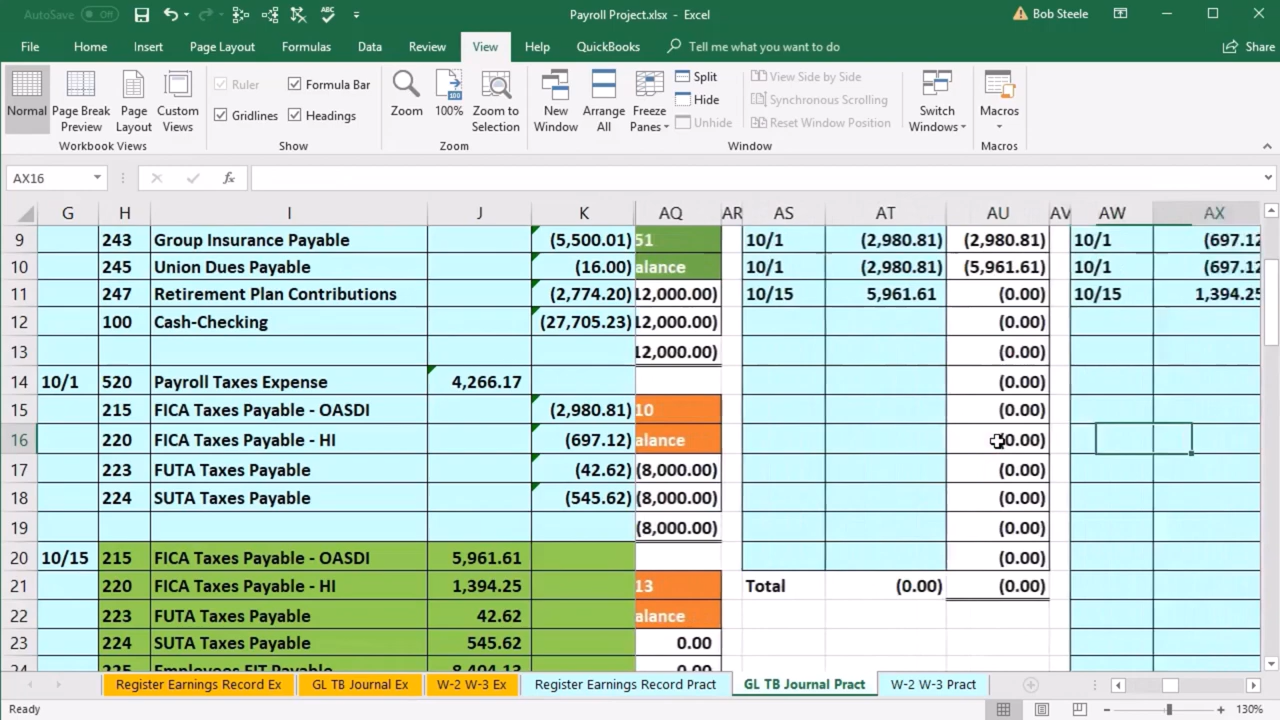 AutoSave Off Payroll Project.xlsx - Excel Bob Steele
File Home Insert Page Layout Formulas Data Review View Help QuickBooks Tell me what you want to do Share
Normal Page Break Preview Page Layout Custom Views
Workbook Views
Ruler Formula Bar
Gridlines Headings
Show
Zoom 100% Zoom to Selection
Zoom
New Window Arrange All Freeze Panes Split Hide Unhide View Side by Side Synchronous Scrolling Reset Window Position Switch Windows
Window
Macros
Macros
AX16 fx
G H I J K AQ AR AS AT AU AV AW AX
9 243 Group Insurance Payable (5,500.01) 51 10/1 (2,980.81) (2,980.81) 10/1 (697.12
10 245 Union Dues Payable (16.00) alance 10/1 (2,980.81) (5,961.61) 10/1 (697.12
11 247 Retirement Plan Contributions (2,774.20) 12,000.00) 10/15 5,961.61 (0.00) 10/15 1,394.25
12 100 Cash-Checking (27,705.23) 12,000.00) (0.00)
13 12,000.00) (0.00)
14 10/1 520 Payroll Taxes Expense 4,266.17 (0.00)
15 215 FICA Taxes Payable - OASDI (2,980.81) 10 (0.00)
16 220 FICA Taxes Payable - HI (697.12) alance 0.00)
17 223 FUTA Taxes Payable (42.62) (8,000.00) (0.00)
18 224 SUTA Taxes Payable (545.62) (8,000.00) (0.00)
19 (8,000.00) (0.00)
20 10/15 215 FICA Taxes Payable - OASDI 5,961.61 (0.00)
21 220 FICA Taxes Payable - HI 1,394.25 13 Total (0.00) (0.00)
22 223 FUTA Taxes Payable 42.62 alance
23 224 SUTA Taxes Payable 545.62 0.00
24 225 Employees FIT Payable 8,404.13 0.00
Register Earnings Record Ex GL TB Journal Ex W-2 W-3 Ex Register Earnings Record Pract GL TB Journal Pract W-2 W-3 Pract
Ready 130%